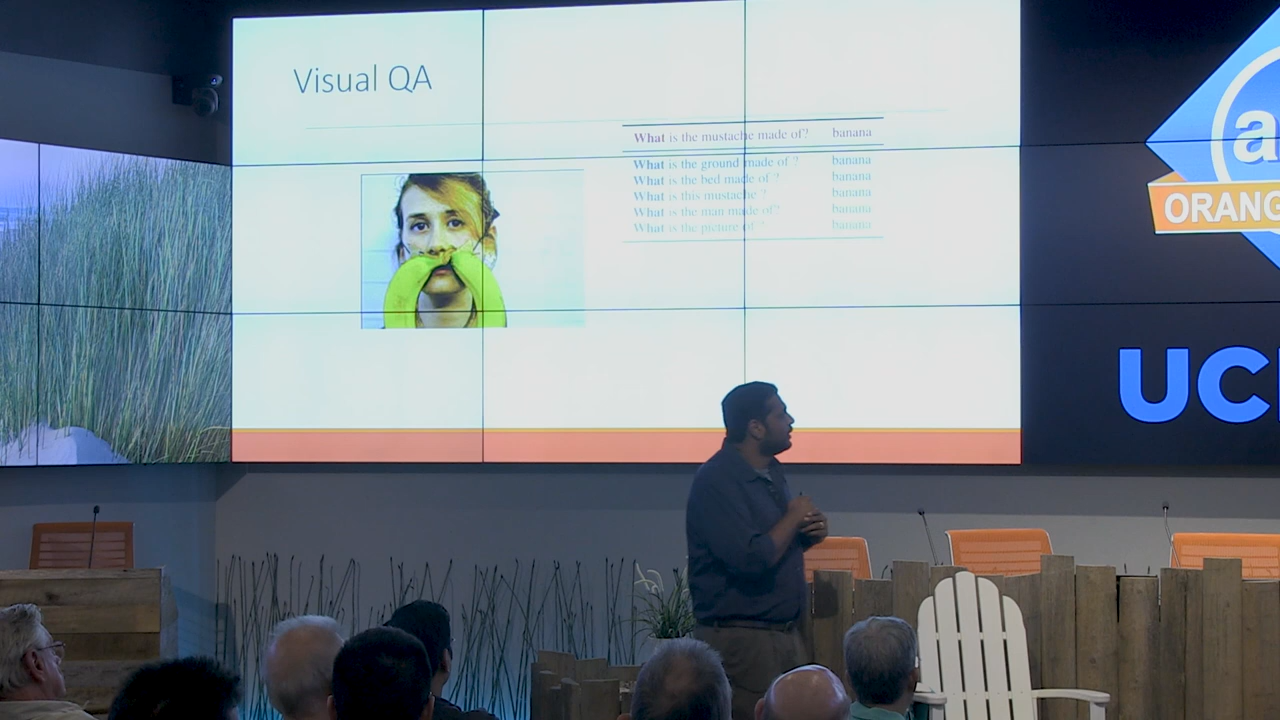 Visual QA
What is the mustache made of? banana
What is the ground made of ? banana
What is the bed made of ? banana
What is this mustache ? banana
What is the man made of? banana
What is the picture of ? banana
a
ORANG
UC